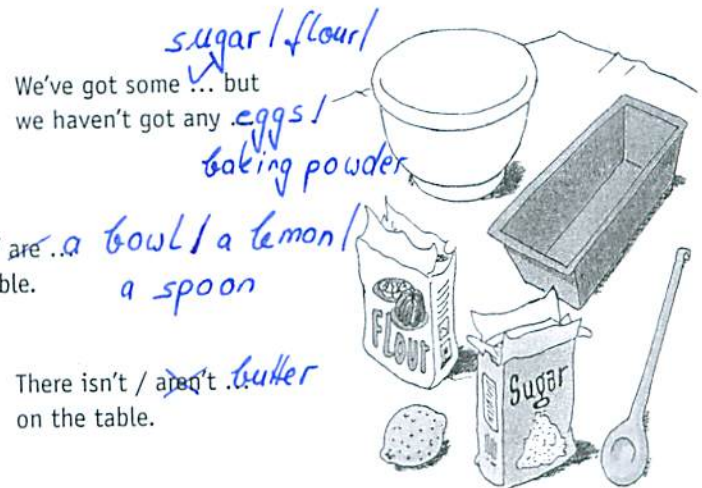 sugar / flour /
We've got some ... but
we haven't got any .eggs /
baking powder
are ... a bowl / a lemon /
ble.
a spoon
There isn't / aren't ... butter
on the table.
Flour
Sugar